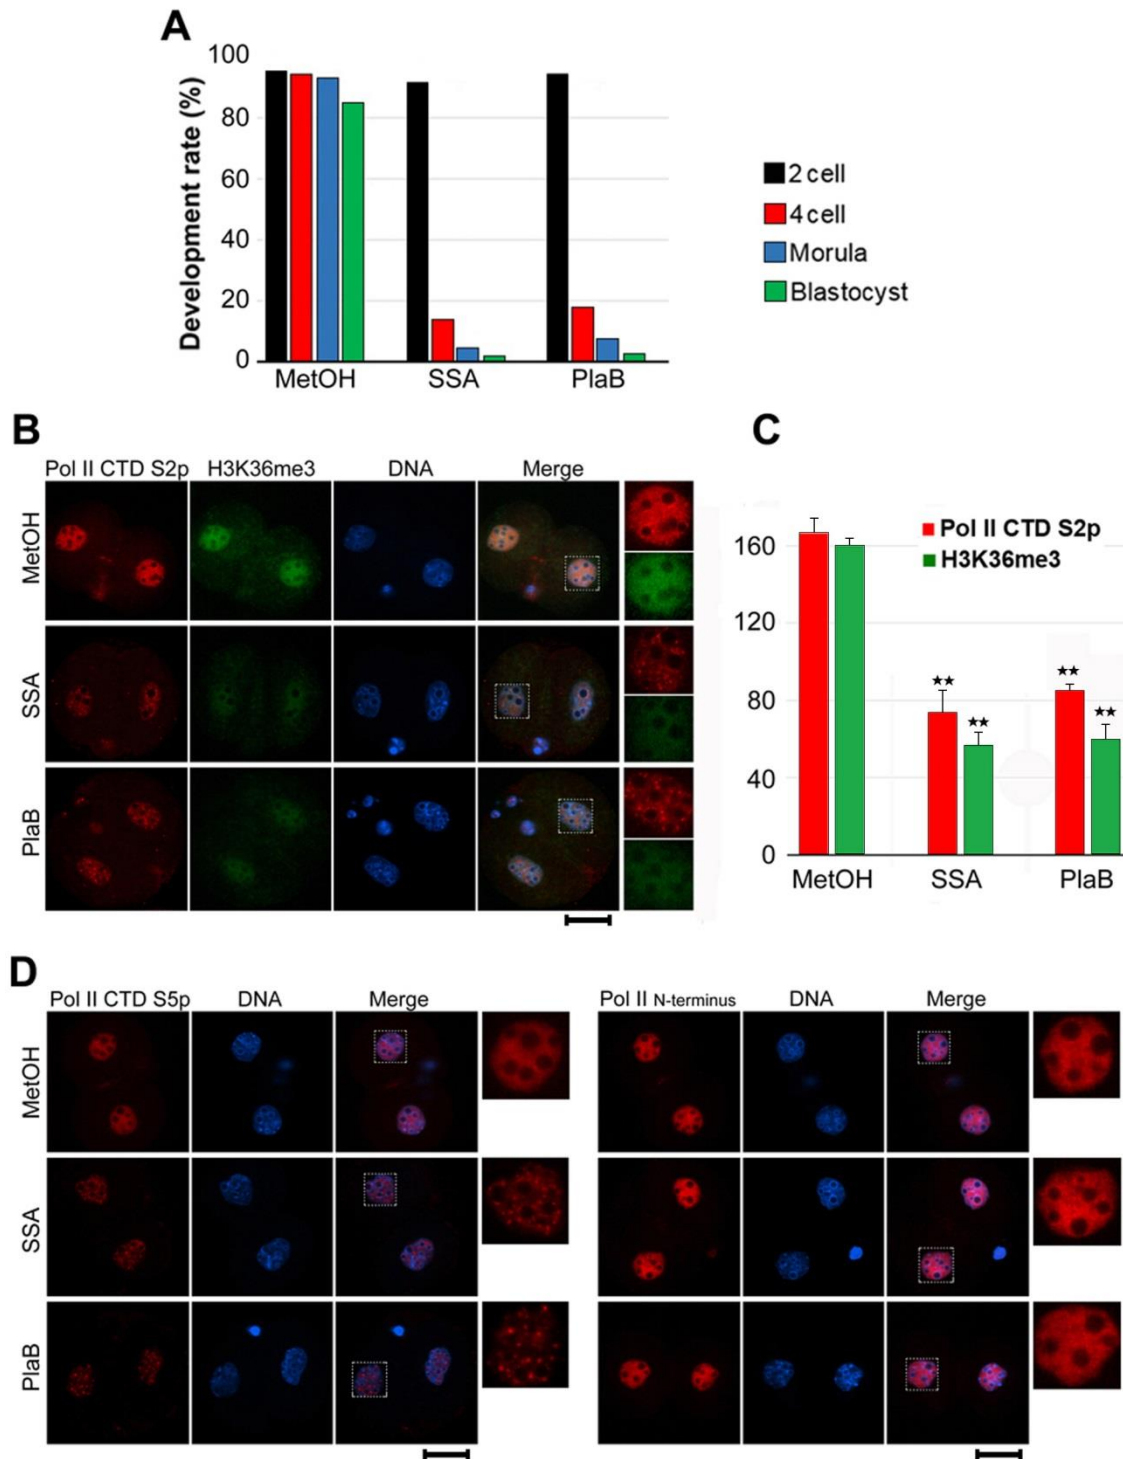 A
100
80
60
40
20
0
Development rate (%)
MetOH SSA PlaB
2 cell
4 cell
Morula
Blastocyst
B
Pol II CTD S2p H3K36me3 DNA Merge
MetOH
SSA
PlaB
C
160
120
80
40
0
Pol II CTD S2p
H3K36me3
★★
★★
★★
★★
MetOH SSA PlaB
D
Pol II CTD S5p DNA Merge
MetOH
SSA
PlaB
Pol II N-terminus DNA Merge